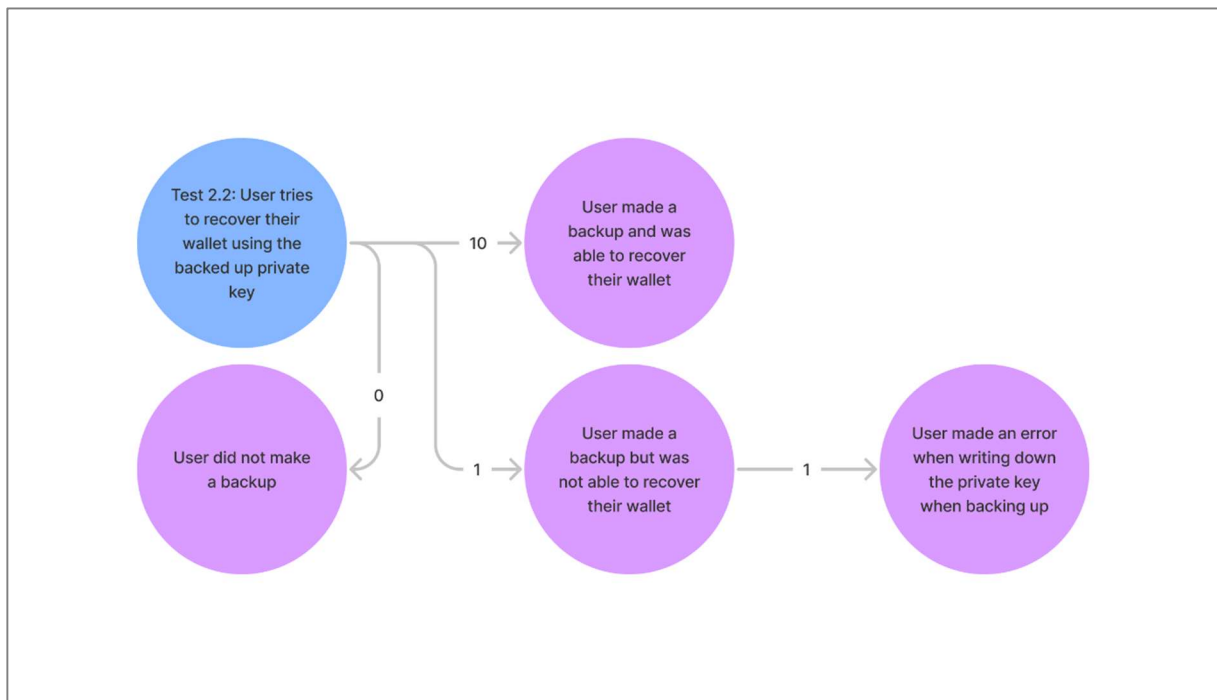 Test 2.2: User tries
to recover their
wallet using the
backed up private
key
10
User made a
backup and was
able to recover
their wallet
0
User did not make
a backup
1
User made a
backup but was
not able to recover
their wallet
1
User made an error
when writing down
the private key
when backing up